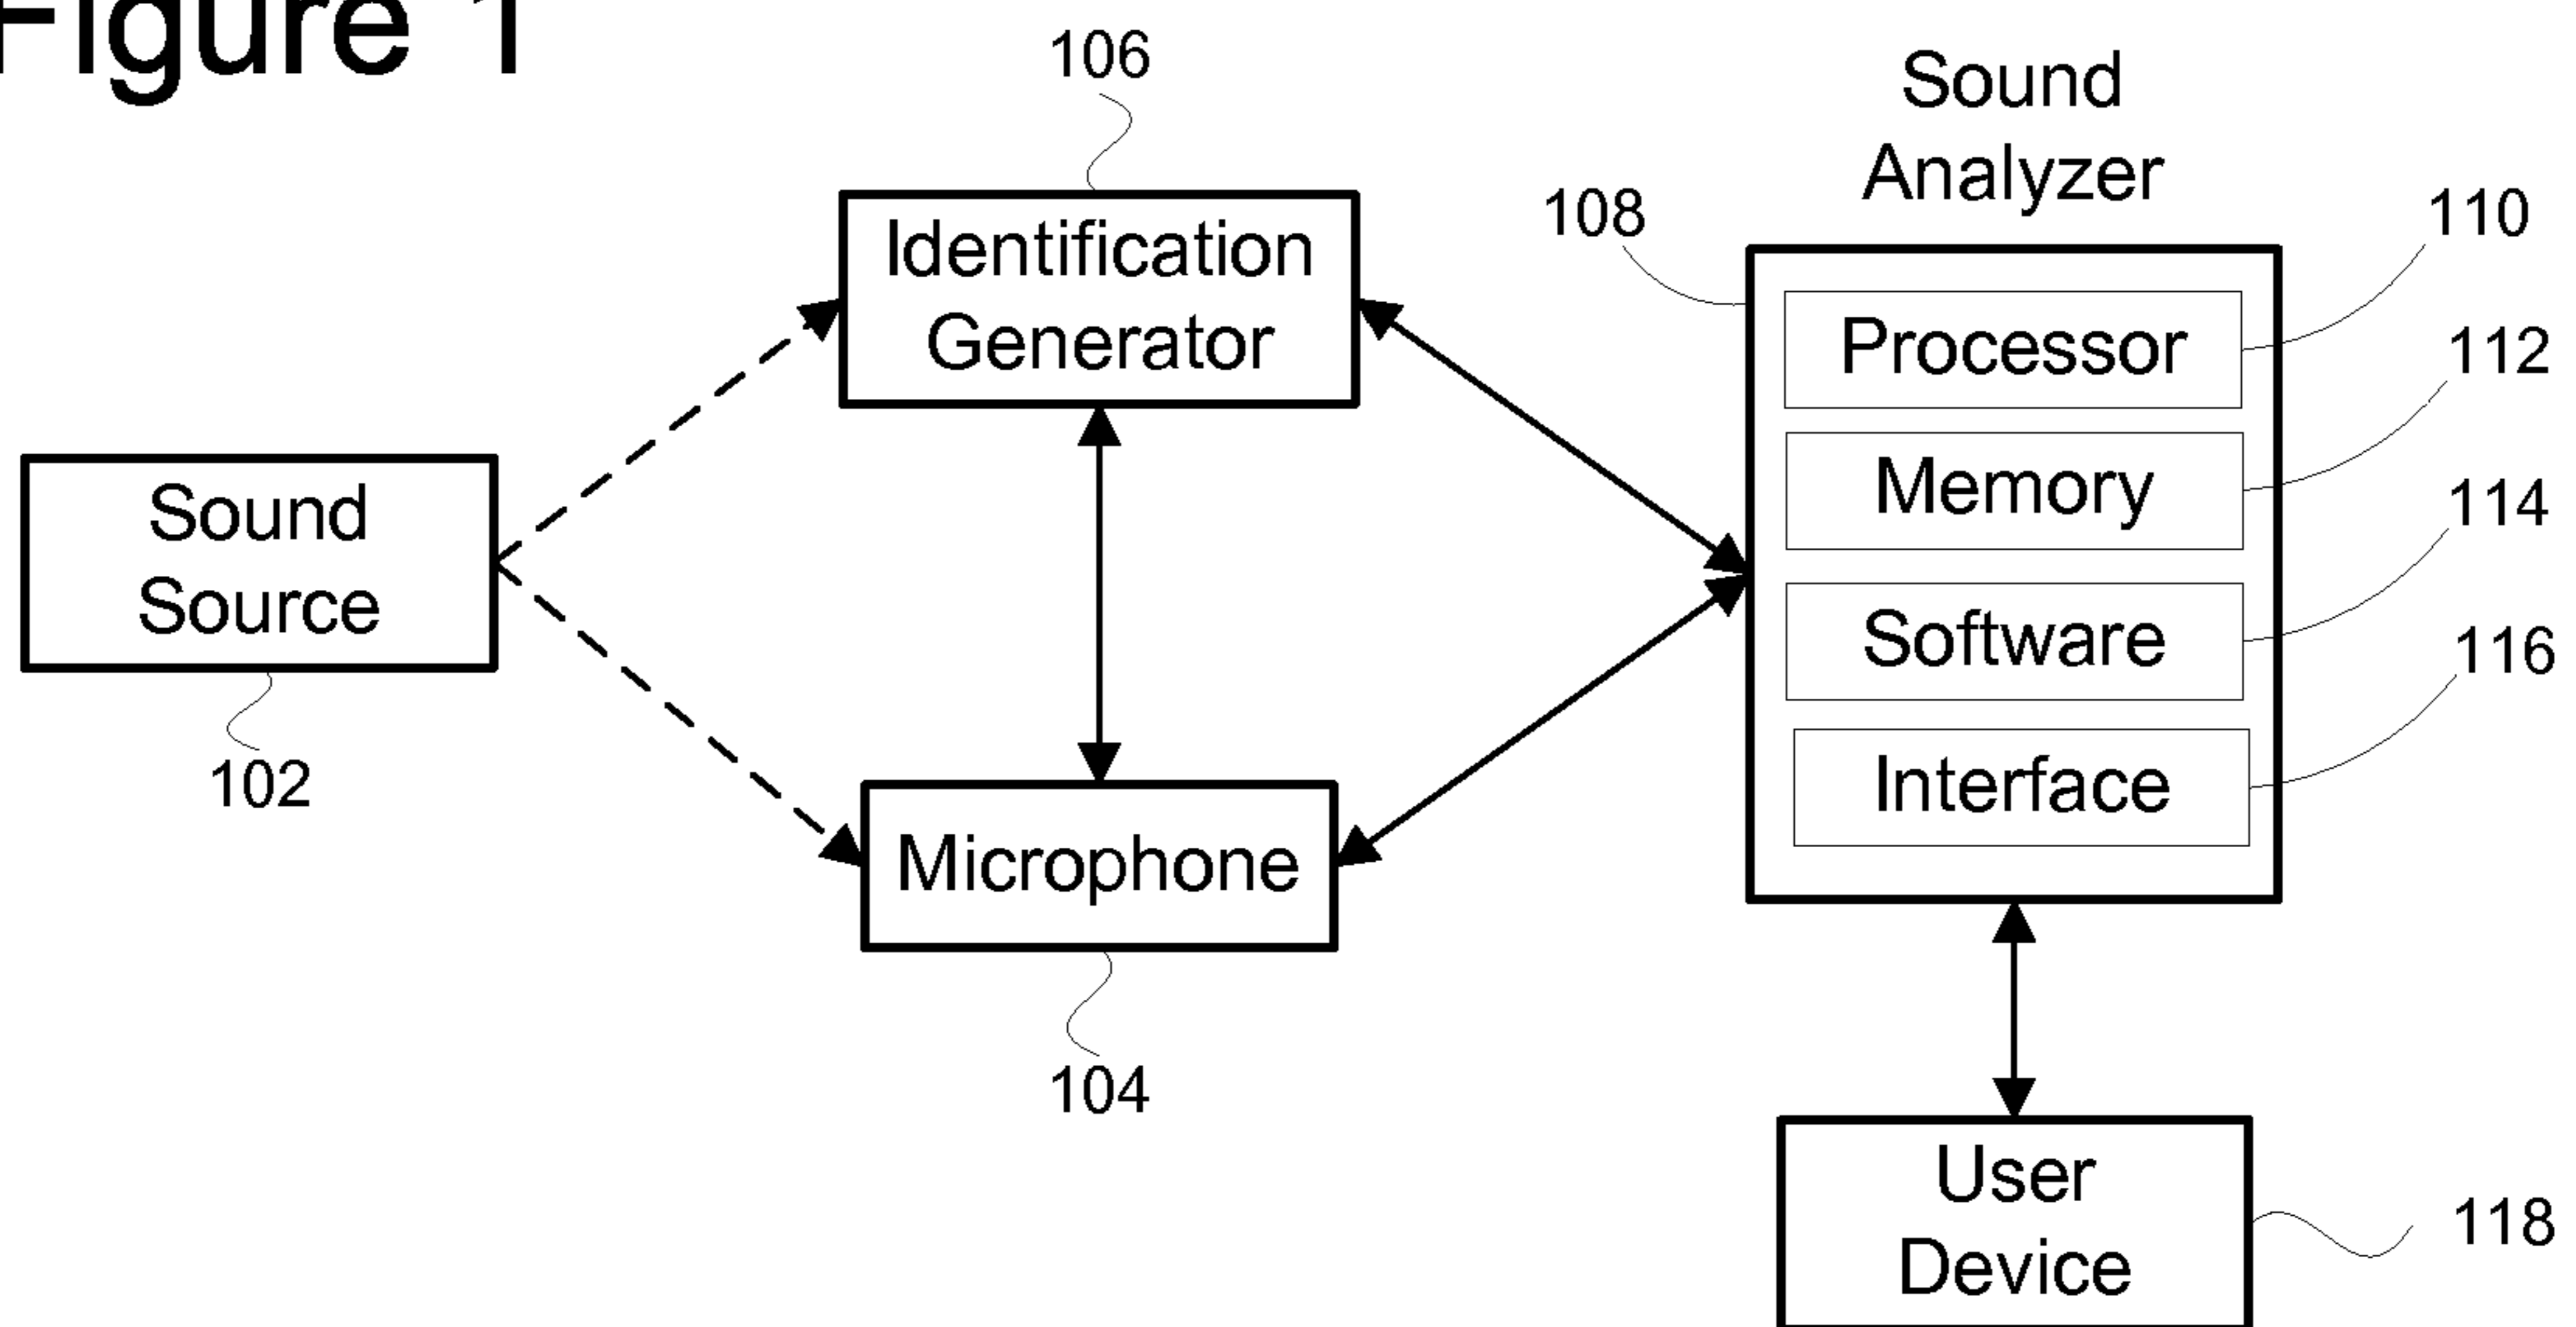 Figure 1
106
Sound
Analyzer
108
110
Identification
Generator
Processor
112
Memory
Sound
Source
114
Software
116
Interface
102
Microphone
104
User
Device
118